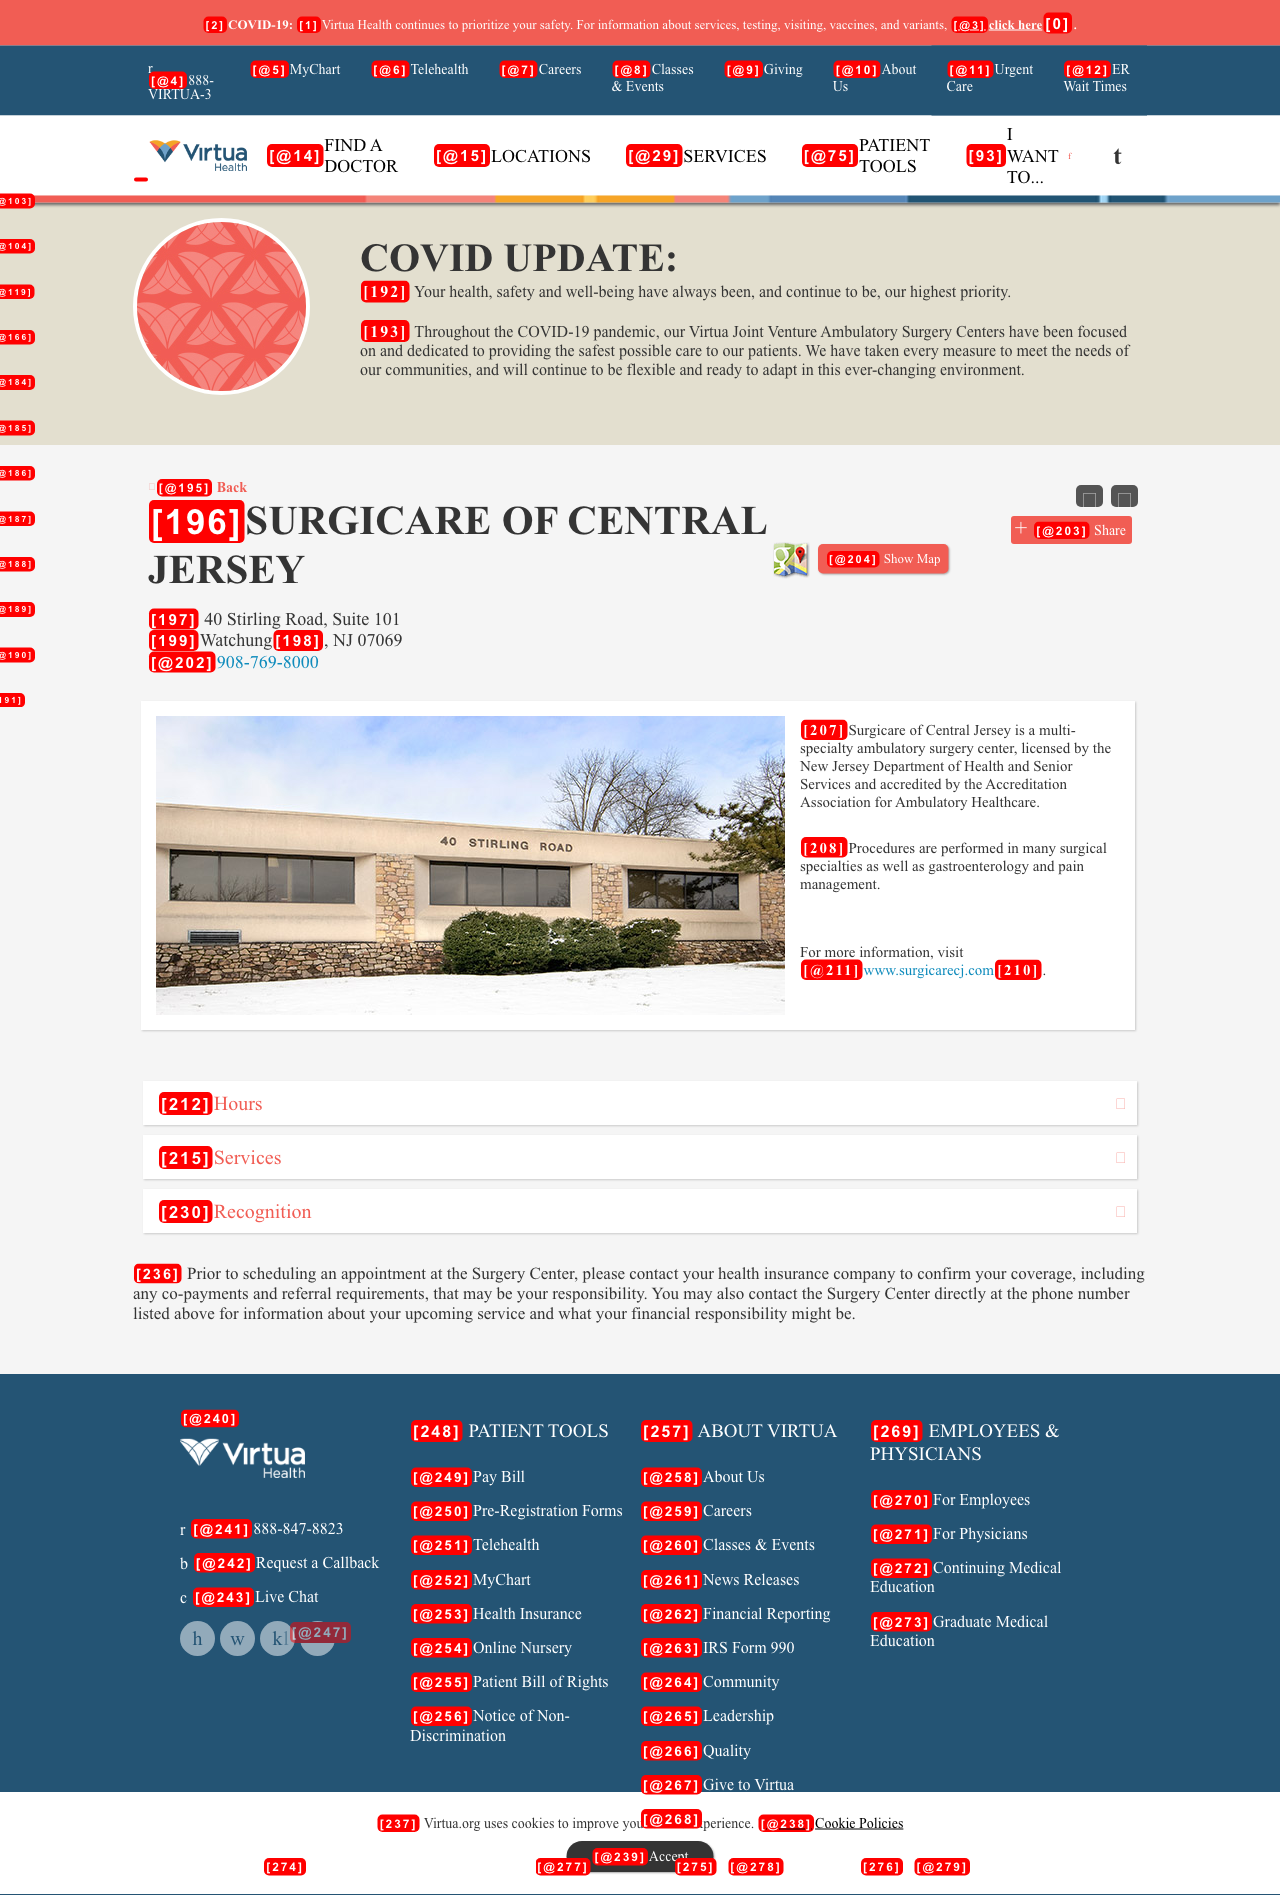 [2] COVID-19: [1] Virtua Health continues to prioritize your safety. For information about services, testing, visiting, vaccines, and variants, [@3] click here [0] .
r
[@4] 888-
VIRTUA-3
[@5] MyChart
[@6] Telehealth
[@7] Careers
[@8] Classes
& Events
[@9] Giving
[@10] About
Us
[@11] Urgent
Care
[@12] ER
Wait Times
Virtua
Health
[@14] FIND A
DOCTOR
[@15] LOCATIONS
[@29] SERVICES
[@75] PATIENT
TOOLS
[93] I
WANT
TO...
f
t
@103]
@104]
@119]
@166]
@184]
@185]
@186]
@187]
@188]
@189]
@190]
191]
COVID UPDATE:
[192] Your health, safety and well-being have always been, and continue to be, our highest priority.
[193] Throughout the COVID-19 pandemic, our Virtua Joint Venture Ambulatory Surgery Centers have been focused
on and dedicated to providing the safest possible care to our patients. We have taken every measure to meet the needs of
our communities, and will continue to be flexible and ready to adapt in this ever-changing environment.
[@195] Back
[196] SURGICARE OF CENTRAL
JERSEY
[@204] Show Map
+ [@203] Share
[197] 40 Stirling Road, Suite 101
[199] Watchung [198] , NJ 07069
[@202] 908-769-8000
40 STIRLING ROAD
[207] Surgicare of Central Jersey is a multi-
specialty ambulatory surgery center, licensed by the
New Jersey Department of Health and Senior
Services and accredited by the Accreditation
Association for Ambulatory Healthcare.
[208] Procedures are performed in many surgical
specialties as well as gastroenterology and pain
management.
For more information, visit
[@211] www.surgicarecj.com [210] .
[212] Hours
[215] Services
[230] Recognition
[236] Prior to scheduling an appointment at the Surgery Center, please contact your health insurance company to confirm your coverage, including
any co-payments and referral requirements, that may be your responsibility. You may also contact the Surgery Center directly at the phone number
listed above for information about your upcoming service and what your financial responsibility might be.
[@240]
Virtua
Health
r [@241] 888-847-8823
b [@242] Request a Callback
c [@243] Live Chat
h w k [@247]
[248] PATIENT TOOLS
[@249] Pay Bill
[@250] Pre-Registration Forms
[@251] Telehealth
[@252] MyChart
[@253] Health Insurance
[@254] Online Nursery
[@255] Patient Bill of Rights
[@256] Notice of Non-
Discrimination
[257] ABOUT VIRTUA
[@258] About Us
[@259] Careers
[@260] Classes & Events
[@261] News Releases
[@262] Financial Reporting
[@263] IRS Form 990
[@264] Community
[@265] Leadership
[@266] Quality
[@267] Give to Virtua
[@268]
[269] EMPLOYEES &
PHYSICIANS
[@270] For Employees
[@271] For Physicians
[@272] Continuing Medical
Education
[@273] Graduate Medical
Education
[237] Virtua.org uses cookies to improve you perience. [@238] Cookie Policies
[@239] Accept
[274] [@277] [275] [@278] [276] [@279]